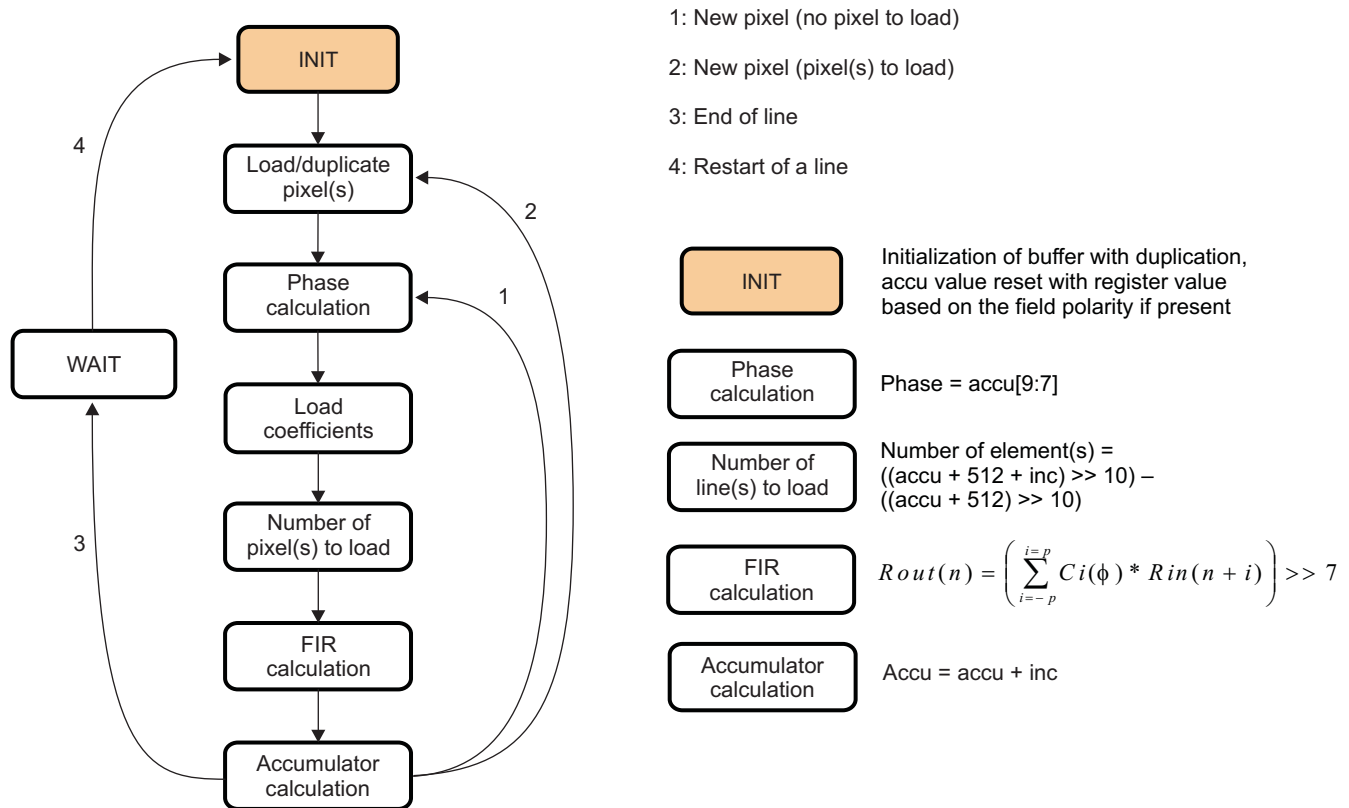 INIT
4
Load/duplicate
pixel(s)
2
Phase
calculation
1
WAIT
Load
coefficients
Number of
pixel(s) to load
3
FIR
calculation
Accumulator
calculation
1: New pixel (no pixel to load)
2: New pixel (pixel(s) to load)
3: End of line
4: Restart of a line
INIT
Initialization of buffer with duplication,
accu value reset with register value
based on the field polarity if present
Phase
calculation
Phase = accu[9:7]
Number of
line(s) to load
Number of element(s) =
((accu + 512 + inc) >> 10) –
((accu + 512) >> 10)
FIR
calculation
Rout(n) = ( ∑_{i=-p}^{i=p} Ci(ϕ) * Rin(n + i) ) >> 7
Accumulator
calculation
Accu = accu + inc